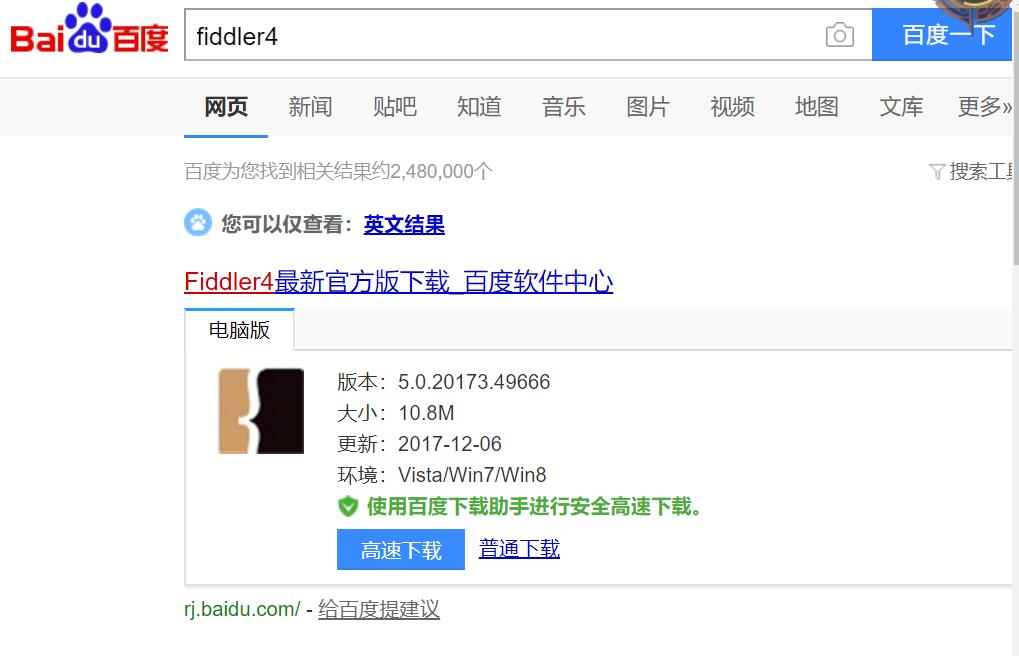 Bai du 百度
fiddler4
百度一下
网页 新闻 贴吧 知道 音乐 图片 视频 地图 文库 更多»
百度为您找到相关结果约2,480,000个
搜索工具
您可以仅查看：英文结果
Fiddler4最新官方版下载_百度软件中心
电脑版
版本：5.0.20173.49666
大小：10.8M
更新：2017-12-06
环境：Vista/Win7/Win8
使用百度下载助手进行安全高速下载。
高速下载 普通下载
rj.baidu.com/ - 给百度提建议